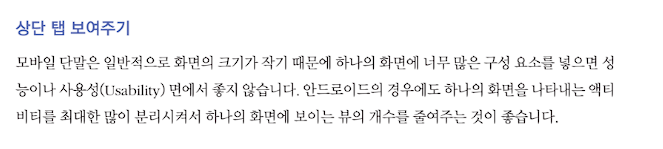 상단 탭 보여주기
모바일 단말은 일반적으로 화면의 크기가 작기 때문에 하나의 화면에 너무 많은 구성 요소를 넣으면 성
능이나 사용성(Usability) 면에서 좋지 않습니다. 안드로이드의 경우에도 하나의 화면을 나타내는 액티
비티를 최대한 많이 분리시켜서 하나의 화면에 보이는 뷰의 개수를 줄여주는 것이 좋습니다.